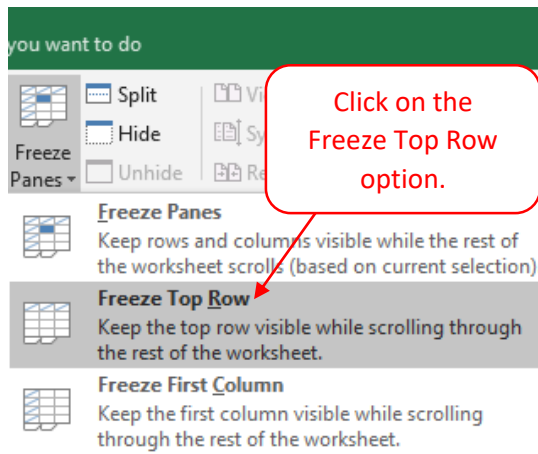 you want to do
Split
Hide
Unhide
Freeze
Panes
Vi
Sy
Re
Click on the
Freeze Top Row
option.
Freeze Panes
Keep rows and columns visible while the rest of
the worksheet scrolls (based on current selection)
Freeze Top Row
Keep the top row visible while scrolling through
the rest of the worksheet.
Freeze First Column
Keep the first column visible while scrolling
through the rest of the worksheet.